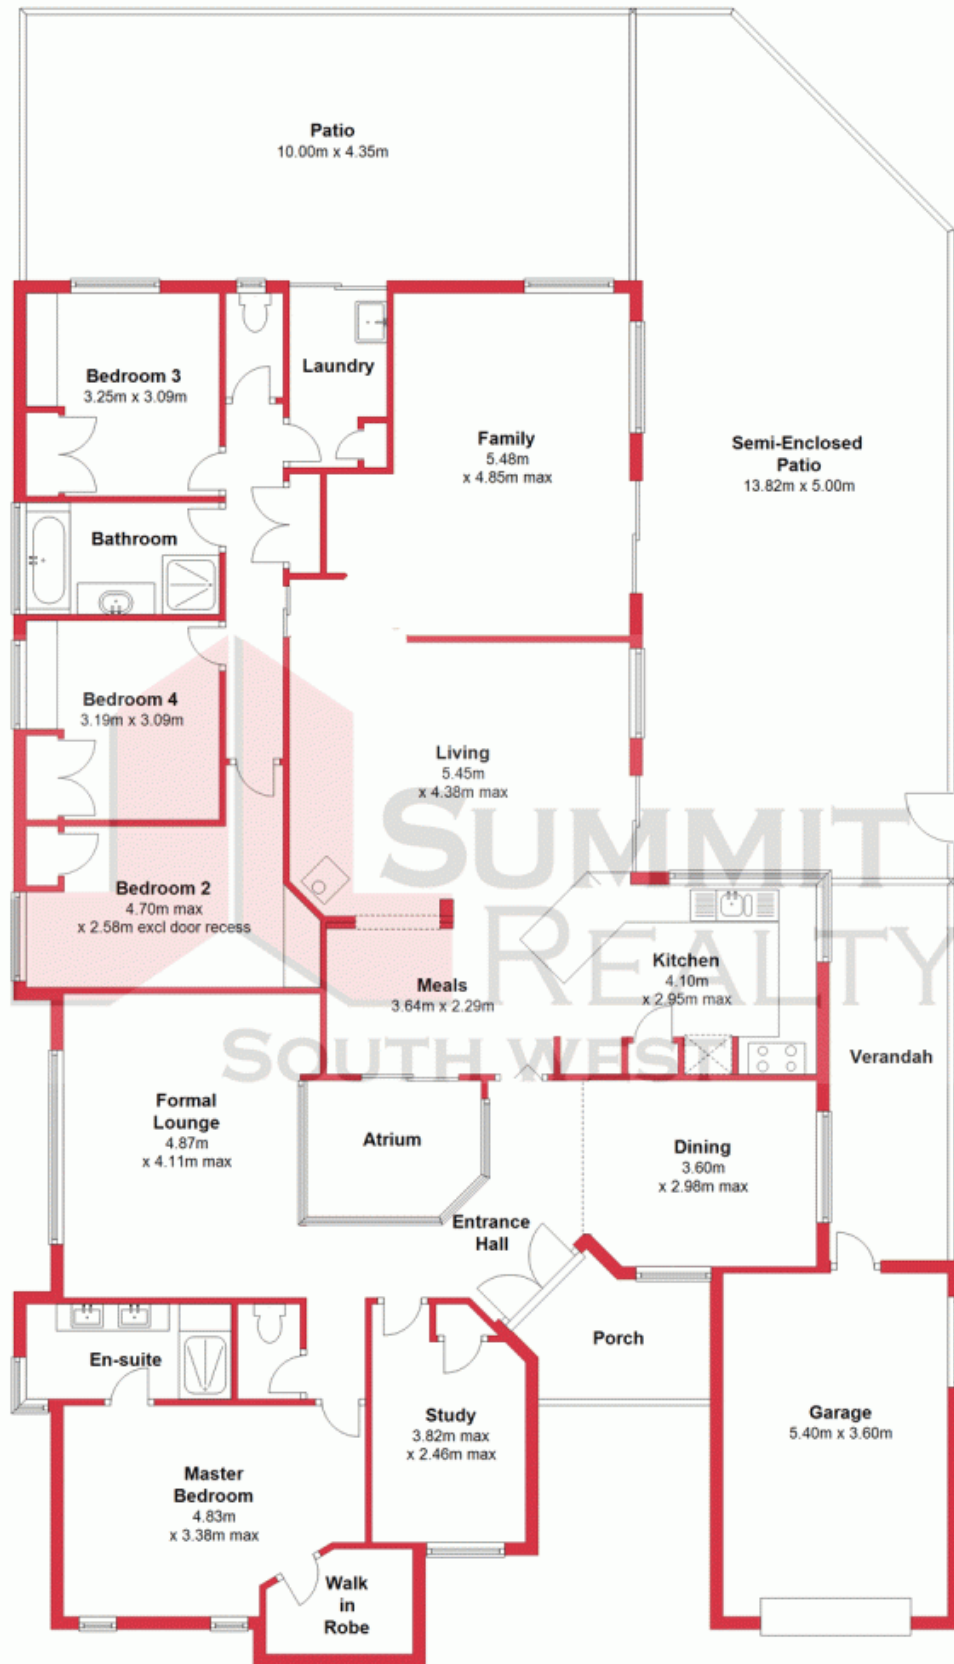 Patio
10.00m x 4.35m
Bedroom 3
3.25m x 3.09m
Laundry
Family
5.48m
x 4.85m max
Semi-Enclosed
Patio
13.82m x 5.00m
Bathroom
Bedroom 4
3.19m x 3.09m
Living
5.45m
x 4.38m max
SUMMIT
REALTY
SOUTH WEST
Bedroom 2
4.70m max
x 2.58m excl door recess
Meals
3.64m x 2.29m
Kitchen
4.10m
x 2.95m max
Verandah
Formal
Lounge
4.87m
x 4.11m max
Atrium
Dining
3.60m
x 2.98m max
Entrance
Hall
Porch
En-suite
Study
3.82m max
x 2.46m max
Garage
5.40m x 3.60m
Master
Bedroom
4.83m
x 3.38m max
Walk
in
Robe